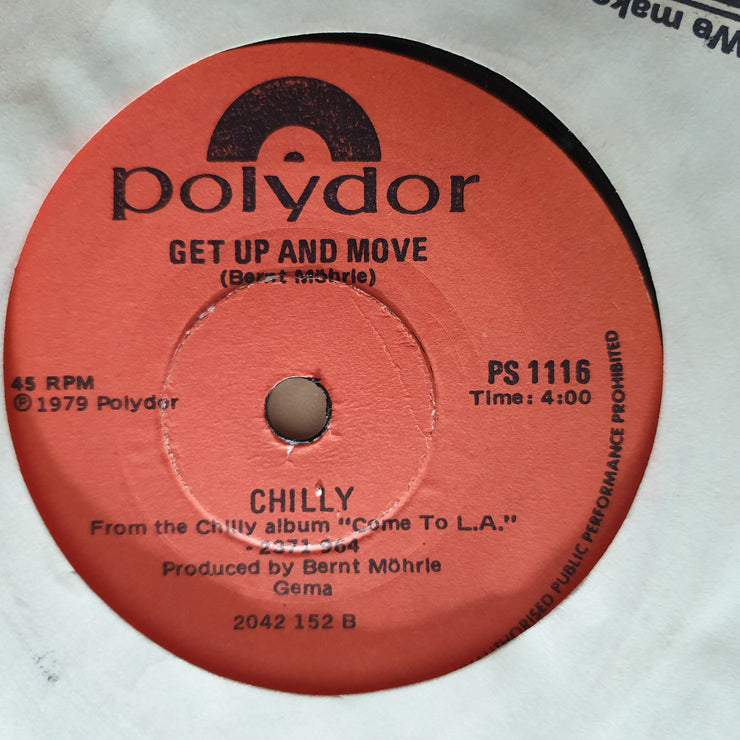 We make
polydor
GET UP AND MOVE
(Bernt Möhrle)
45 RPM
℗ 1979 Polydor
PS 1116
Time: 4:00
CHILLY
From the Chilly album "Come To L.A."
- 2371 964
Produced by Bernt Möhrle
Gema
2042 152 B
PUBLIC PERFORMANCE PROHIBITED